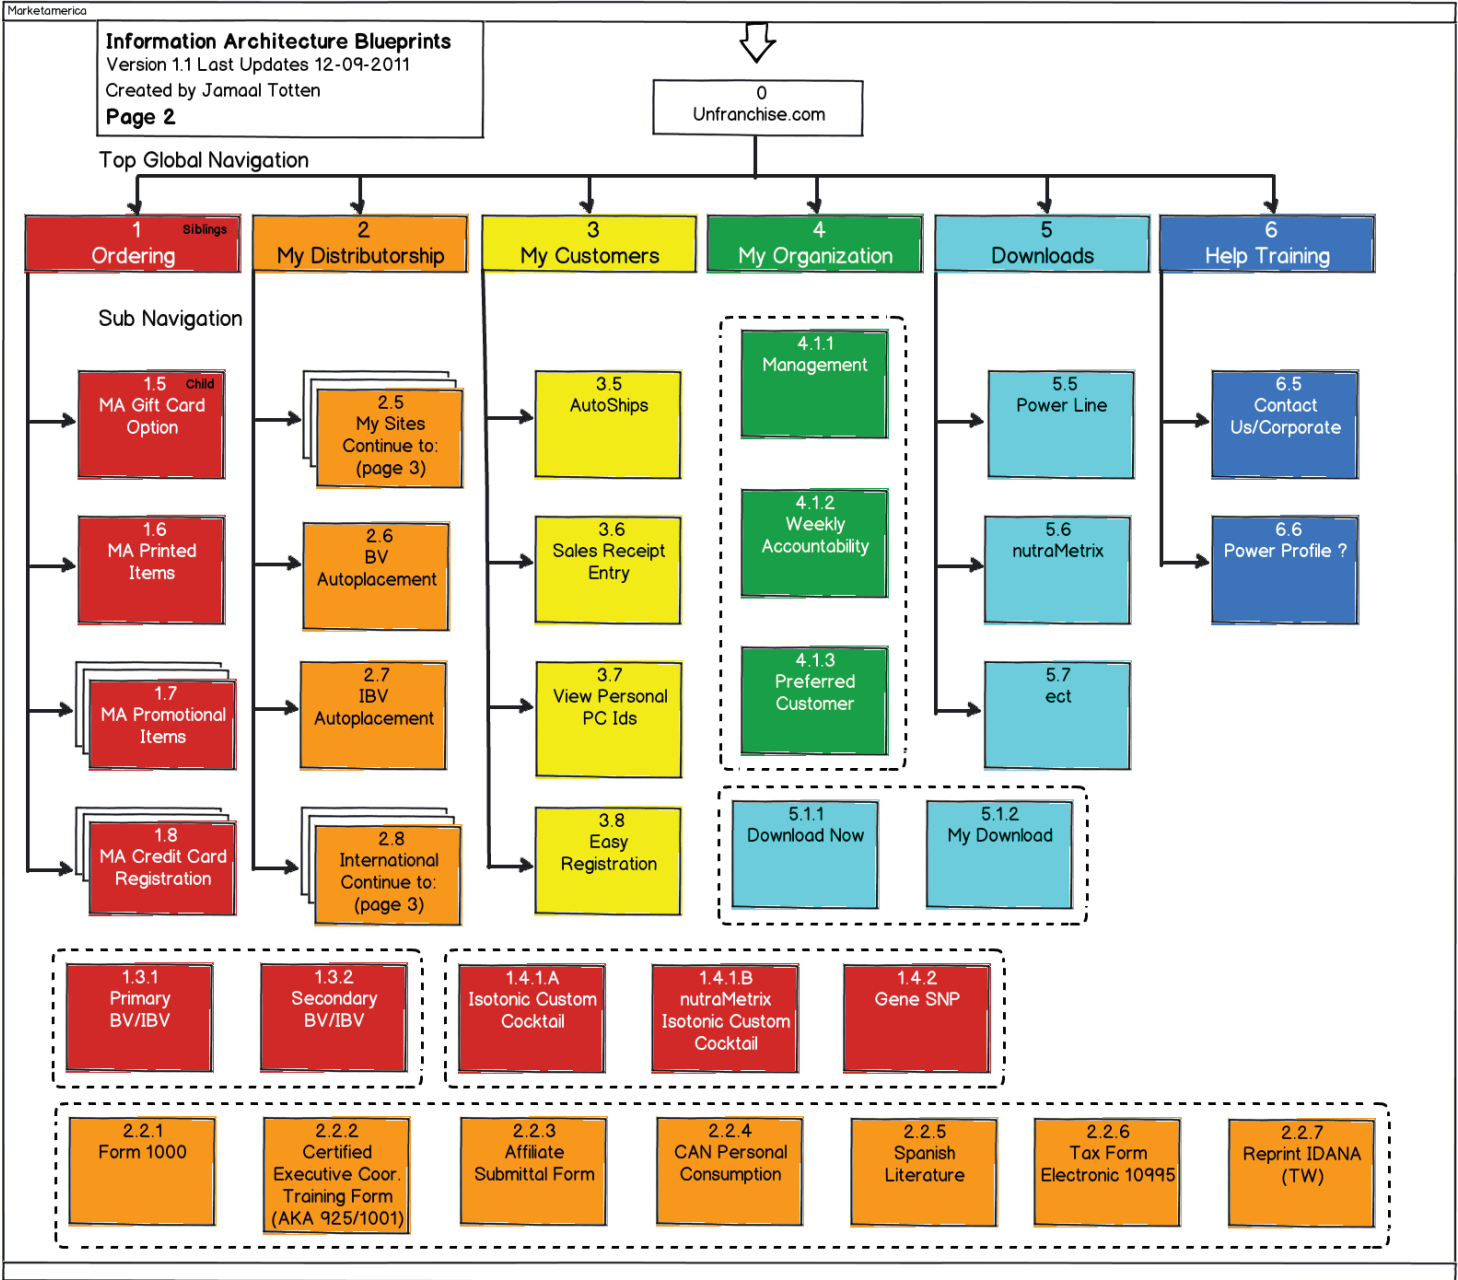 Marketamerica
Information Architecture Blueprints
Version 1.1 Last Updates 12-09-2011
Created by Jamaal Totten
Page 2
0
Unfranchise.com
Top Global Navigation
1
Siblings
Ordering
2
My Distributorship
3
My Customers
4
My Organization
5
Downloads
6
Help Training
Sub Navigation
1.5
Child
MA Gift Card
Option
1.6
MA Printed
Items
1.7
MA Promotional
Items
1.8
MA Credit Card
Registration
2.5
My Sites
Continue to:
(page 3)
2.6
BV
Autoplacement
2.7
IBV
Autoplacement
2.8
International
Continue to:
(page 3)
3.5
AutoShips
3.6
Sales Receipt
Entry
3.7
View Personal
PC Ids
3.8
Easy
Registration
4.1.1
Management
4.1.2
Weekly
Accountability
4.1.3
Preferred
Customer
5.5
Power Line
5.6
nutraMetrix
5.7
ect
6.5
Contact
Us/Corporate
6.6
Power Profile ?
5.1.1
Download Now
5.1.2
My Download
1.3.1
Primary
BV/IBV
1.3.2
Secondary
BV/IBV
1.4.1.A
Isotonic Custom
Cocktail
1.4.1.B
nutraMetrix
Isotonic Custom
Cocktail
1.4.2
Gene SNP
2.2.1
Form 1000
2.2.2
Certified
Executive Coor.
Training Form
(AKA 925/1001)
2.2.3
Affiliate
Submittal Form
2.2.4
CAN Personal
Consumption
2.2.5
Spanish
Literature
2.2.6
Tax Form
Electronic 10995
2.2.7
Reprint IDANA
(TW)